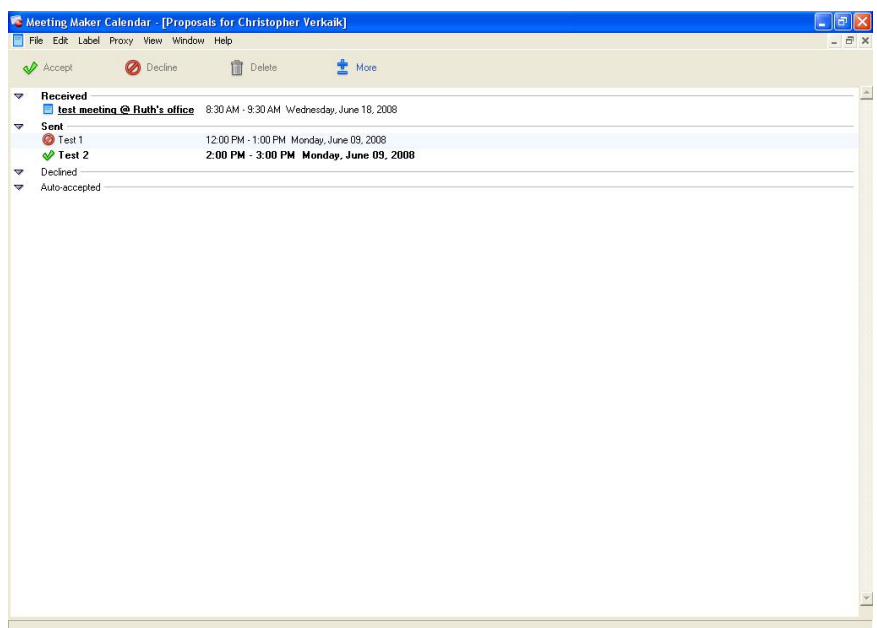 Meeting Maker Calendar - [Proposals for Christopher Verkaik]
File Edit Label Proxy View Window Help
Accept Decline Delete More
Received
test meeting @ Ruth's office 8:30 AM - 9:30 AM Wednesday, June 18, 2008
Sent
Test 1 12:00 PM - 1:00 PM Monday, June 09, 2008
Test 2 2:00 PM - 3:00 PM Monday, June 09, 2008
Declined
Auto-accepted